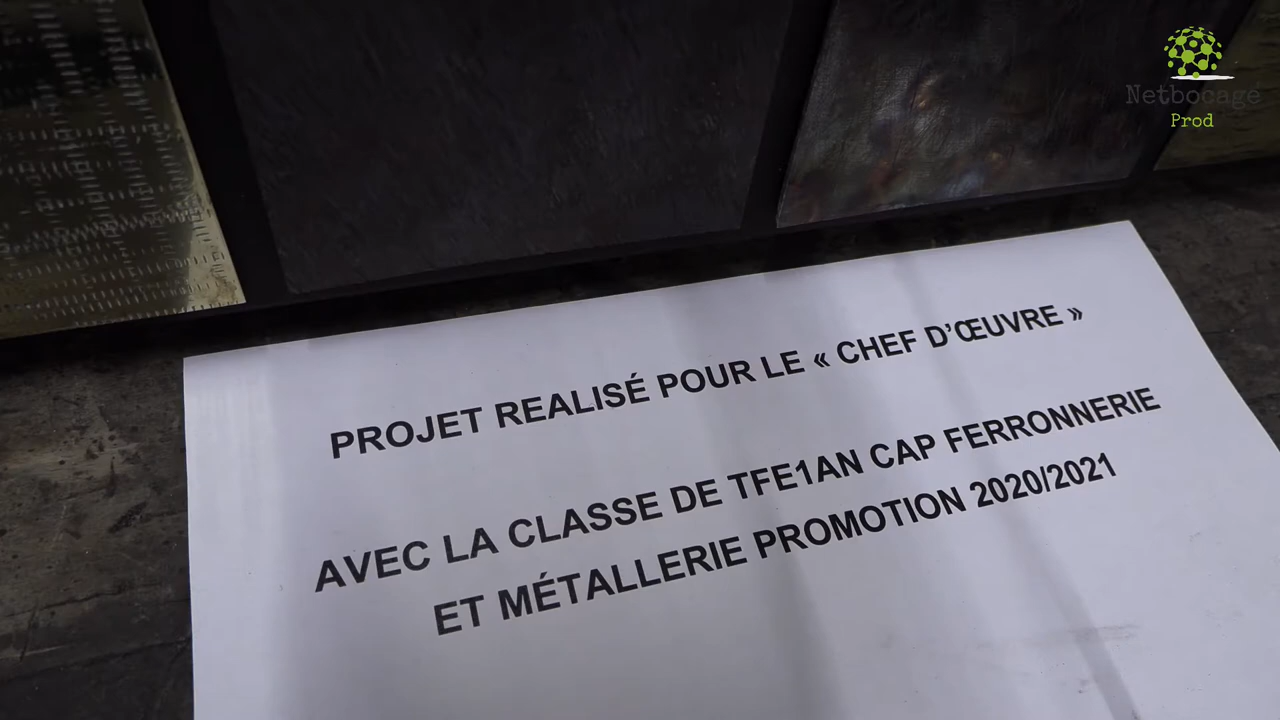 Netbocage
Prod
PROJET REALISÉ POUR LE « CHEF D'ŒUVRE »
AVEC LA CLASSE DE TFE1AN CAP FERRONNERIE
ET MÉTALLERIE PROMOTION 2020/2021